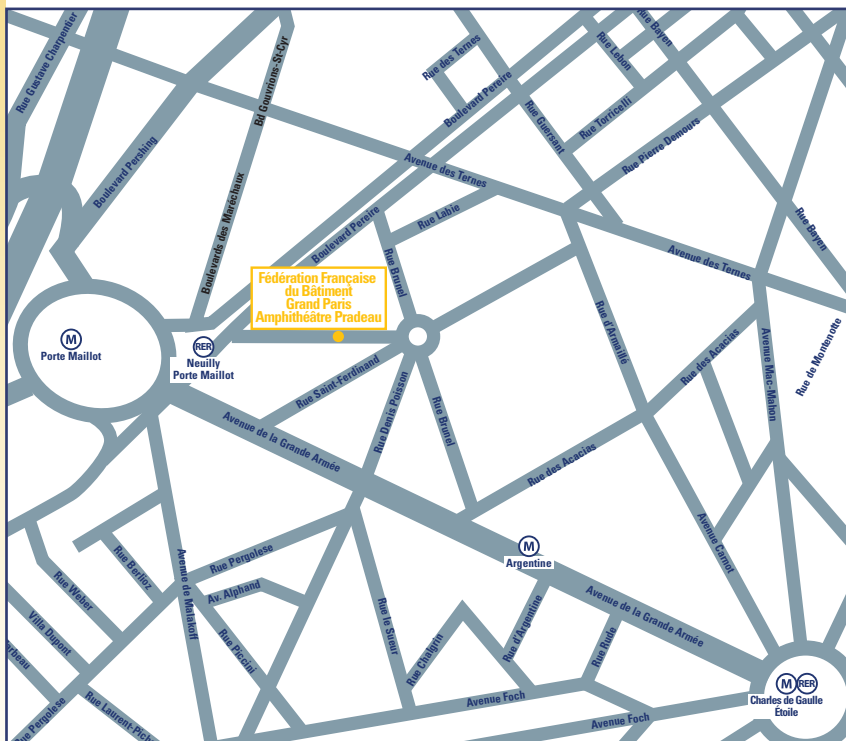 Rue Gustave Charpentier
Bd Gouvrions-St-Cyr
Rue des Ternes
Rue Lebon
Rue Bayen
Boulevard Pereire
Rue Guersant
Rue Torricelli
Rue Pierre Demours
Boulevard Pershing
Avenue des Ternes
Boulevards des Maréchaux
Boulevard Pereire
Rue Labie
Rue Bayen
Rue Brunel
Avenue des Ternes
Fédération Française
du Bâtiment
Grand Paris
Amphithéâtre Pradeau
M
Porte Maillot
RER
Neuilly
Porte Maillot
Rue d'Armaillé
Rue des Acacias
Avenue Mac-Mahon
Rue de Montenotte
Rue Saint-Ferdinand
Rue Denis Poisson
Rue Brunel
Avenue de la Grande Armée
Rue des Acacias
Avenue Carnot
M
Argentine
Rue Pergolese
Rue Berlioz
Rue Weber
Avenue de Malakoff
Av. Alphand
Villa Dupont
Rue Piccini
Rue le Sueur
Rue Chalgrin
Rue d'Argentine
Rue Rude
Avenue de la Grande Armée
arbeau
Rue Pergolese
Rue Laurent-Pich
Avenue Foch
Avenue Foch
M RER
Charles de Gaulle
Étoile